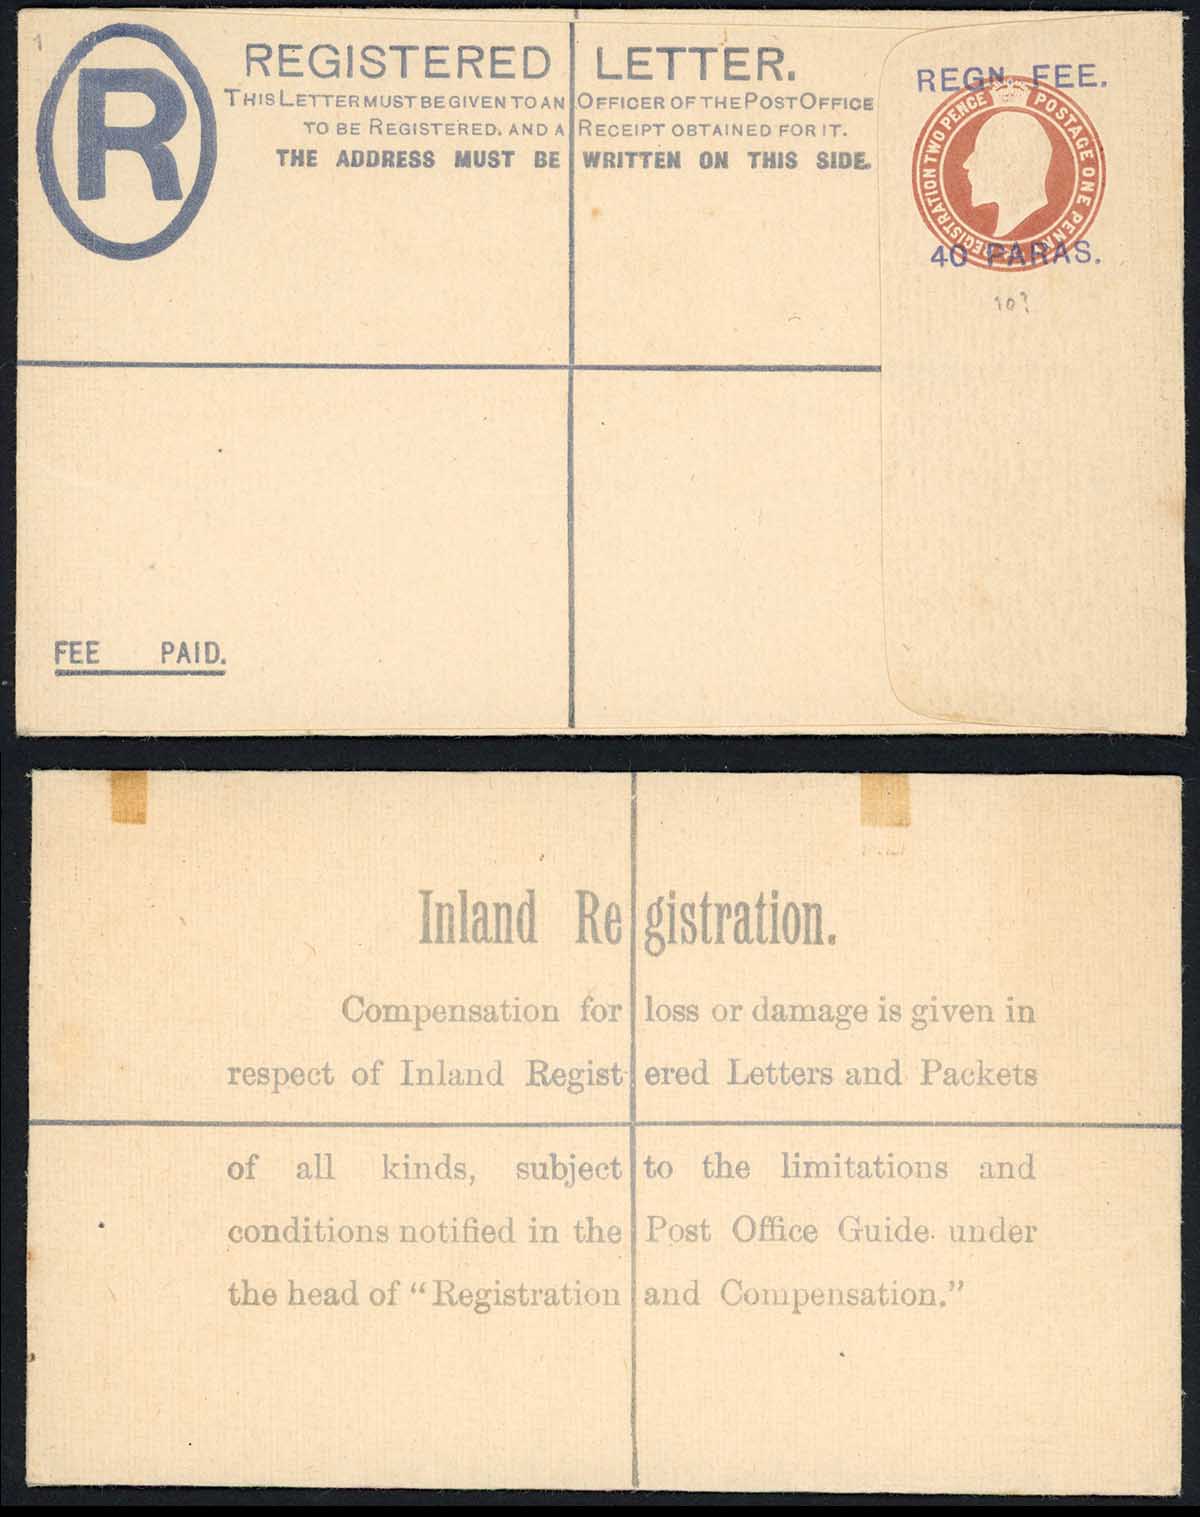 1
R
REGISTERED LETTER.
THIS LETTER MUST BE GIVEN TO AN OFFICER OF THE POST OFFICE
TO BE REGISTERED, AND A RECEIPT OBTAINED FOR IT.
THE ADDRESS MUST BE WRITTEN ON THIS SIDE.
REGN. FEE.
REGISTRATION TWO PENCE POSTAGE ONE PENNY
40 PARAS.
10?
FEE PAID.
Inland Registration.
Compensation for loss or damage is given in
respect of Inland Registered Letters and Packets
of all kinds, subject to the limitations and
conditions notified in the Post Office Guide under
the head of "Registration and Compensation."